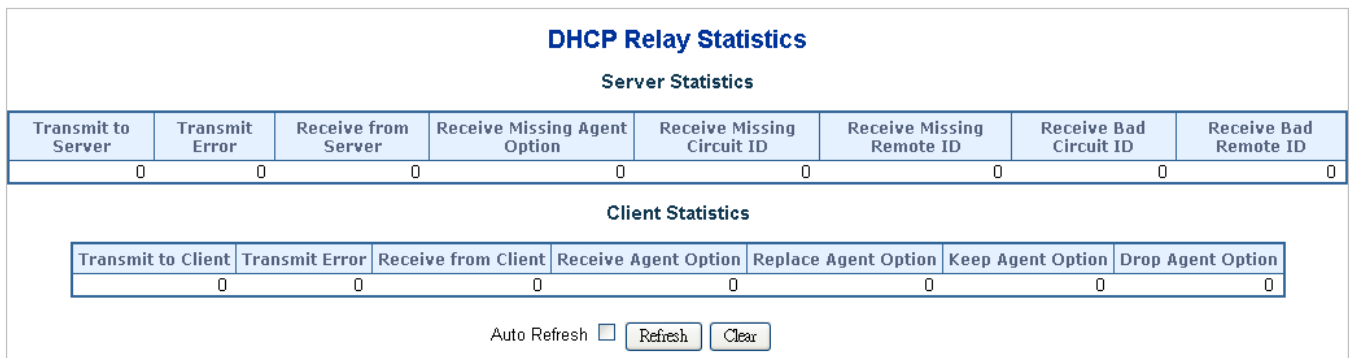 DHCP Relay Statistics
Server Statistics
Transmit to Server Transmit Error Receive from Server Receive Missing Agent Option Receive Missing Circuit ID Receive Missing Remote ID Receive Bad Circuit ID Receive Bad Remote ID
0 0 0 0 0 0 0 0
Client Statistics
Transmit to Client Transmit Error Receive from Client Receive Agent Option Replace Agent Option Keep Agent Option Drop Agent Option
0 0 0 0 0 0 0
Auto Refresh Refresh Clear